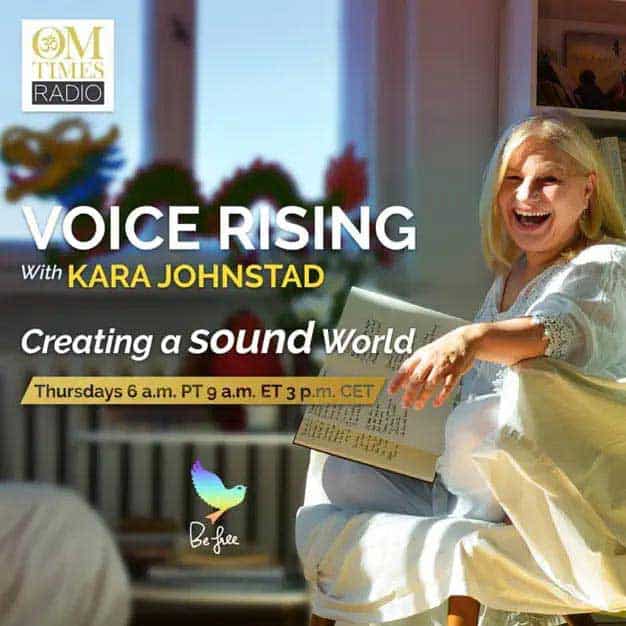 ॐM
TIMES
RADIO
VOICE RISING
With KARA JOHNSTAD
Creating a sound World
Thursdays 6 a.m. PT 9 a.m. ET 3 p.m. CET
Be free